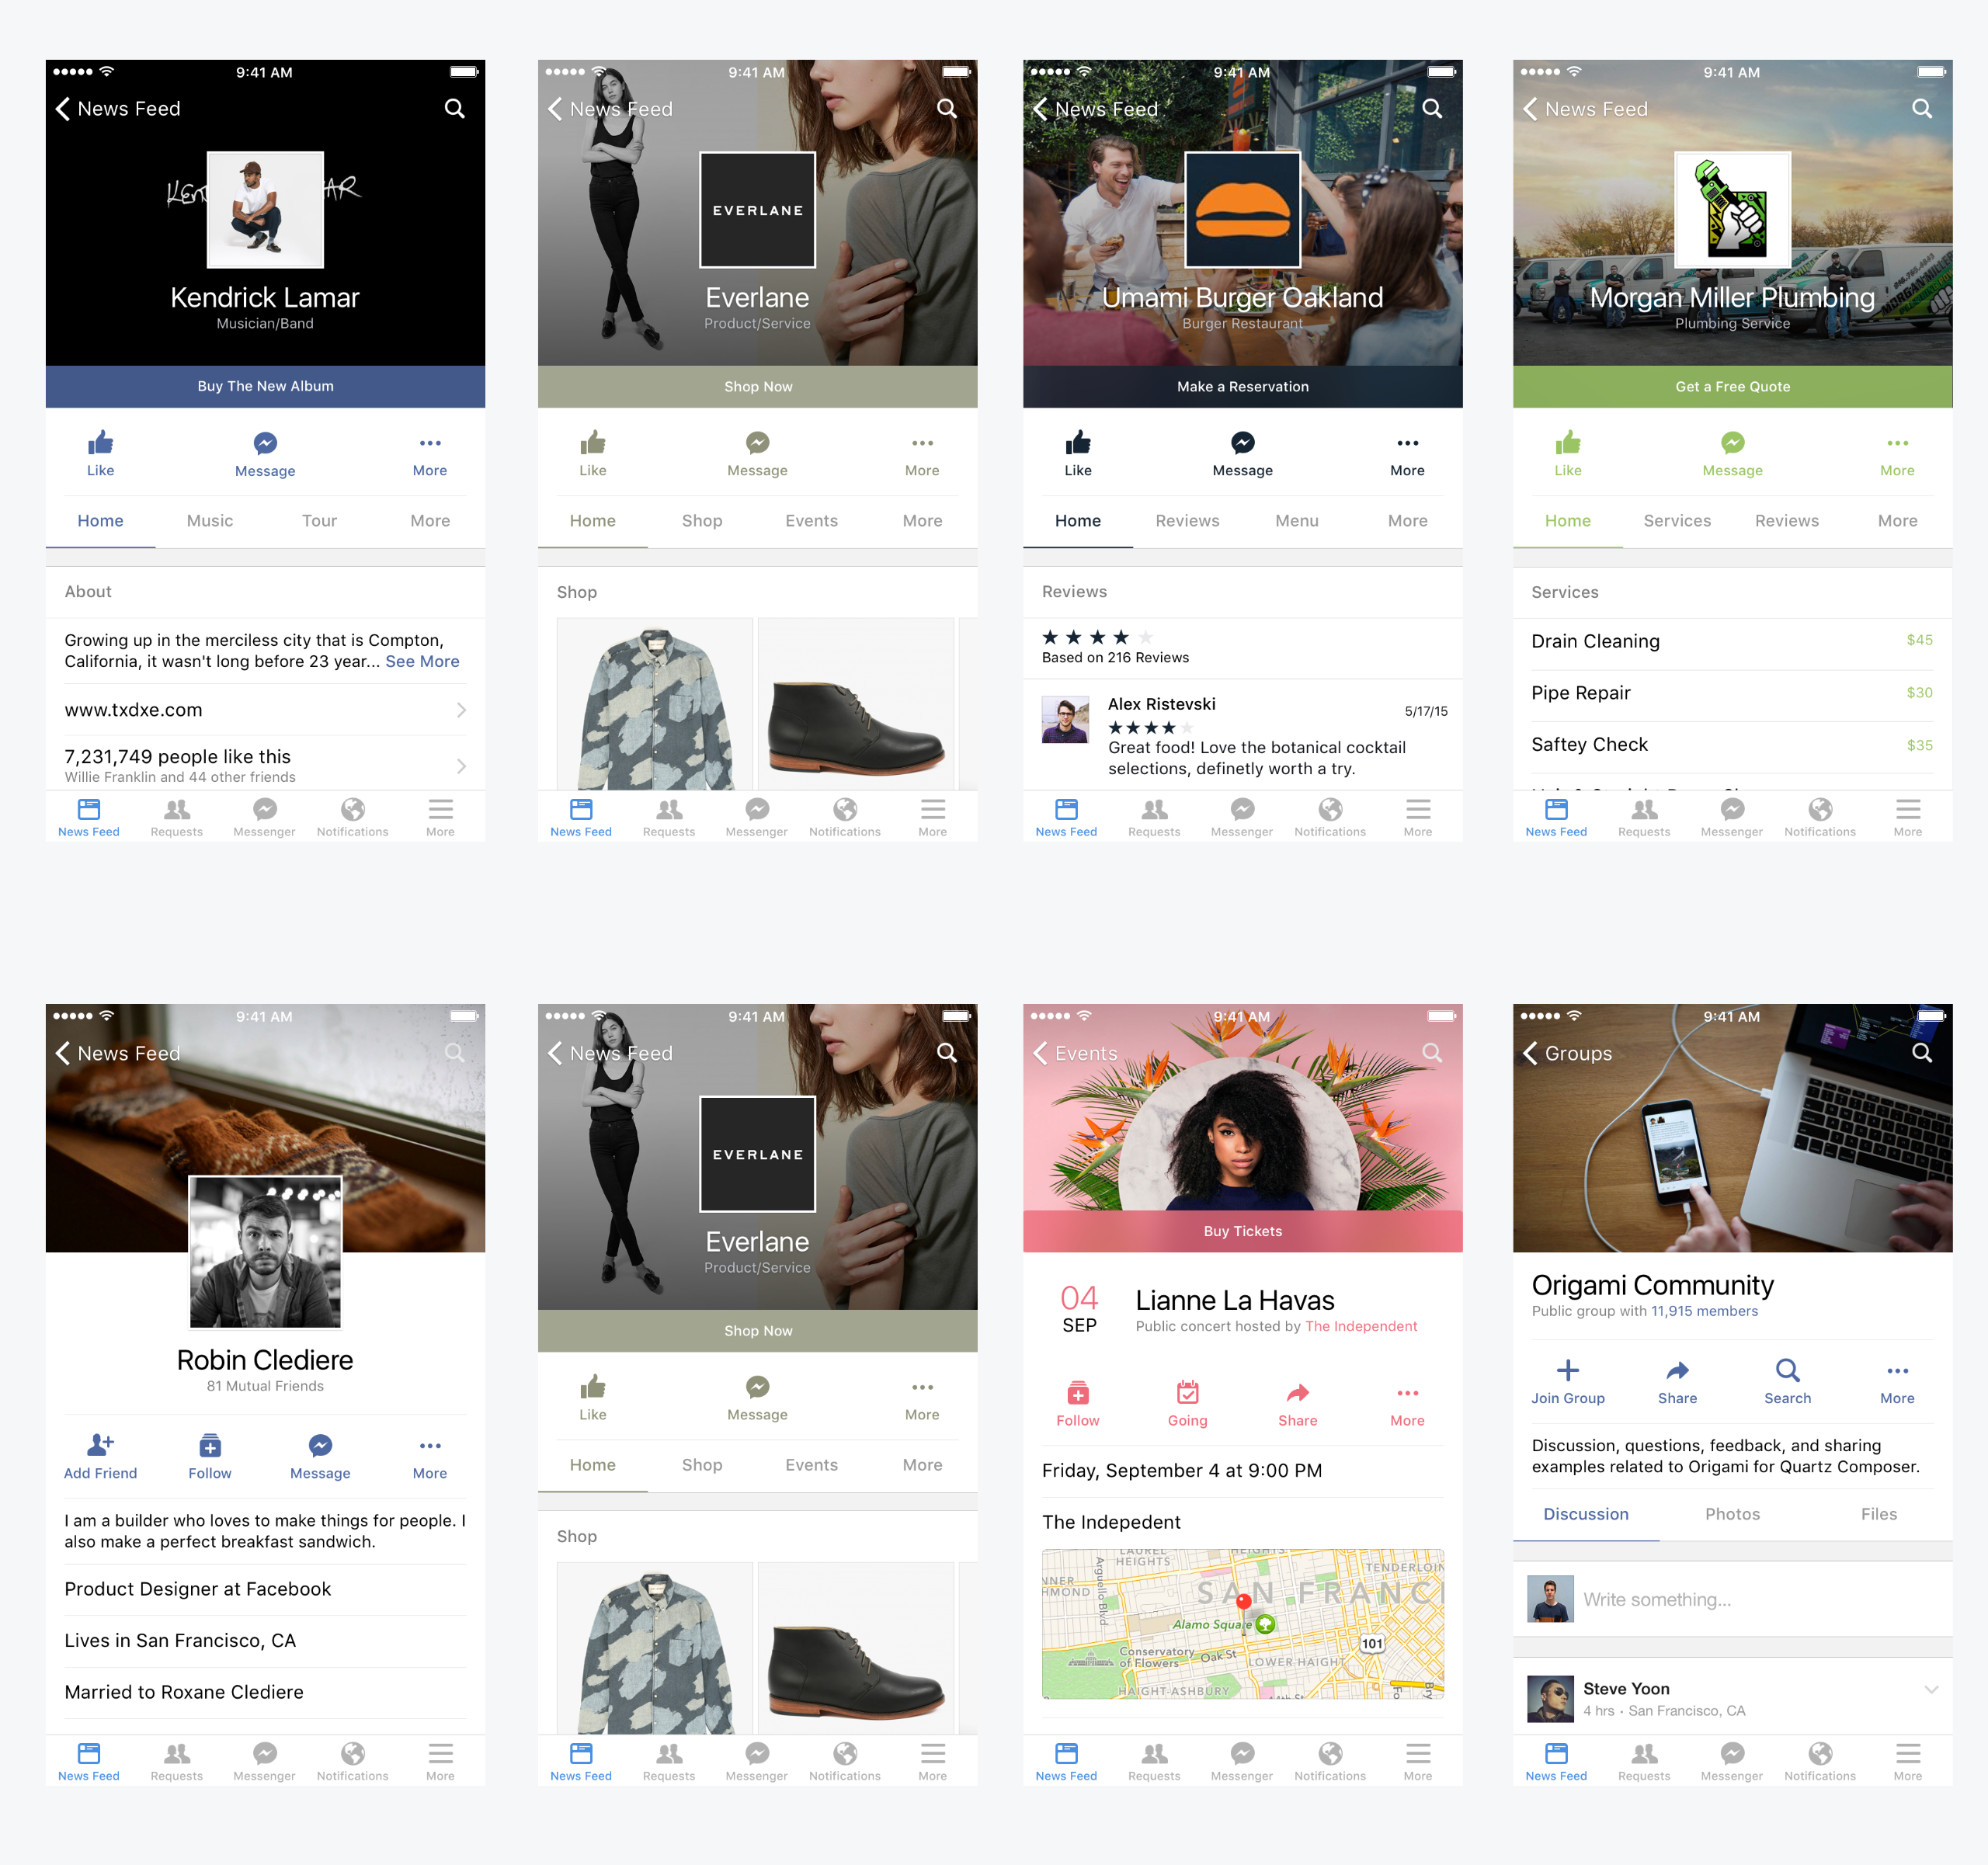 9:41 AM
News Feed
Kendrick Lamar
Musician/Band
Buy The New Album
Like
Message
More
Home
Music
Tour
More
About
Growing up in the merciless city that is Compton,
California, it wasn't long before 23 year... See More
www.txdxe.com
7,231,749 people like this
Willie Franklin and 44 other friends
News Feed
Requests
Messenger
Notifications
More
9:41 AM
News Feed
EVERLANE
Everlane
Product/Service
Shop Now
Like
Message
More
Home
Shop
Events
More
Shop
News Feed
Requests
Messenger
Notifications
More
9:41 AM
News Feed
Umami Burger Oakland
Burger Restaurant
Make a Reservation
Like
Message
More
Home
Reviews
Menu
More
Reviews
Based on 216 Reviews
Alex Ristevski
5/17/15
Great food! Love the botanical cocktail
selections, definetly worth a try.
News Feed
Requests
Messenger
Notifications
More
9:41 AM
News Feed
Morgan Miller Plumbing
Plumbing Service
Get a Free Quote
Like
Message
More
Home
Services
Reviews
More
Services
Drain Cleaning
$45
Pipe Repair
$30
Saftey Check
$35
News Feed
Requests
Messenger
Notifications
More
9:41 AM
News Feed
Robin Clediere
81 Mutual Friends
Add Friend
Follow
Message
More
I am a builder who loves to make things for people. I
also make a perfect breakfast sandwich.
Product Designer at Facebook
Lives in San Francisco, CA
Married to Roxane Clediere
News Feed
Requests
Messenger
Notifications
More
9:41 AM
News Feed
EVERLANE
Everlane
Product/Service
Shop Now
Like
Message
More
Home
Shop
Events
More
Shop
News Feed
Requests
Messenger
Notifications
More
9:41 AM
Events
Buy Tickets
04
SEP
Lianne La Havas
Public concert hosted by The Independent
Follow
Going
Share
More
Friday, September 4 at 9:00 PM
The Indepedent
LAUREL
HEIGHTS
HEIGHTS
TENDERLOIN
NNER
HMOND
Arguello Blvd
SAN FRANCI
Alamo Square
101
Conservatory
of Flowers
Oak St
LOWER HAIGHT
HAIGHT-ASHBURY
News Feed
Requests
Messenger
Notifications
More
9:41 AM
Groups
Origami Community
Public group with 11,915 members
Join Group
Share
Search
More
Discussion, questions, feedback, and sharing
examples related to Origami for Quartz Composer.
Discussion
Photos
Files
Write something...
Steve Yoon
4 hrs • San Francisco, CA
News Feed
Requests
Messenger
Notifications
More